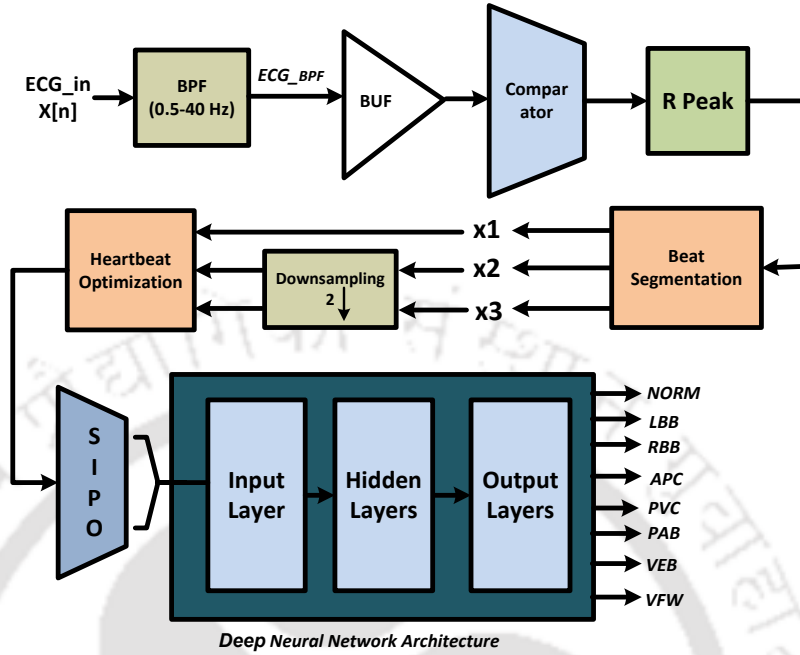 ECG_in
X[n]
BPF
(0.5-40 Hz)
ECG_BPF
BUF
Compar
ator
R Peak
Heartbeat
Optimization
Downsampling
2
x1
x2
x3
Beat
Segmentation
S
I
P
O
Input
Layer
Hidden
Layers
Output
Layers
NORM
LBB
RBB
APC
PVC
PAB
VEB
VFW
Deep Neural Network Architecture